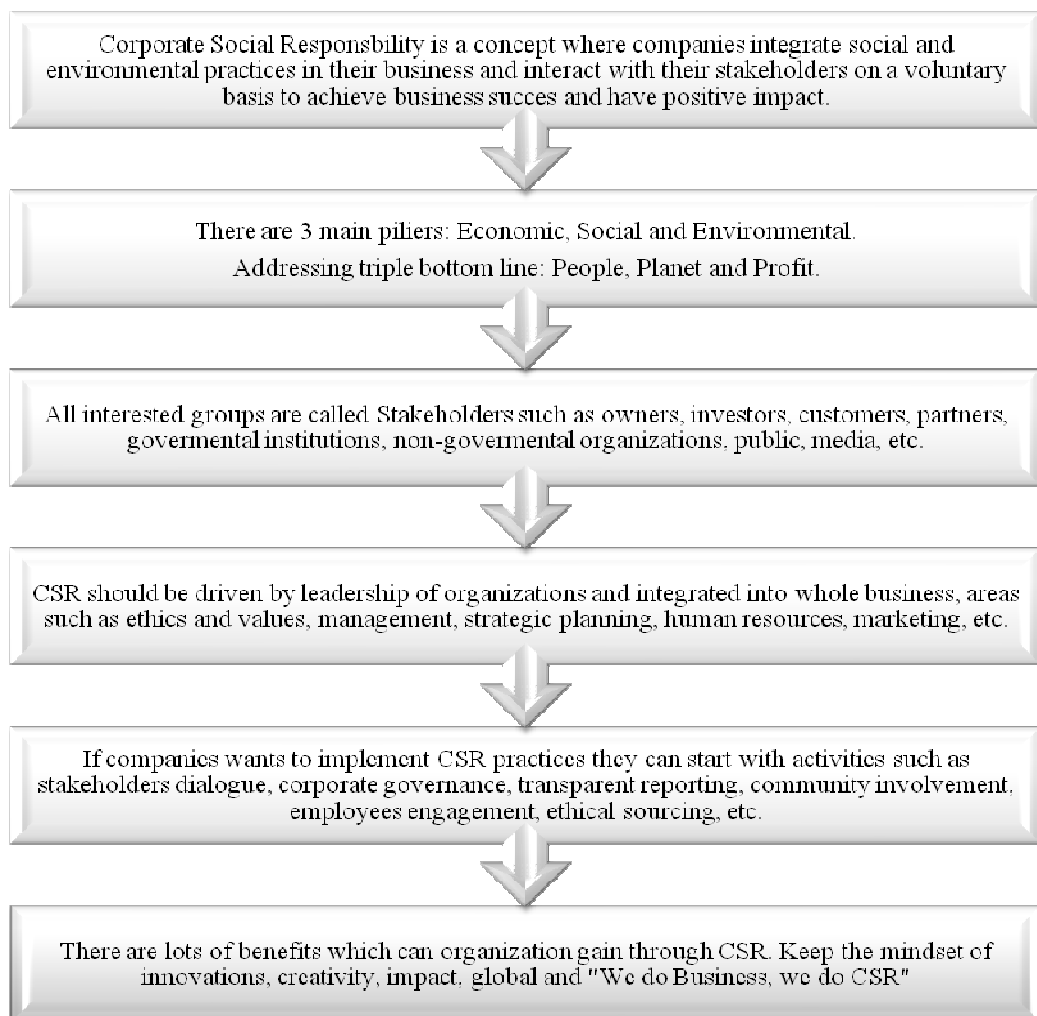 Corporate Social Responsbility is a concept where companies integrate social and
environmental practices in their business and interact with their stakeholders on a voluntary
basis to achieve business succes and have positive impact.
There are 3 main piliers: Economic, Social and Environmental.
Addressing triple bottom line: People, Planet and Profit.
All interested groups are called Stakeholders such as owners, investors, customers, partners,
govermental institutions, non-govermental organizations, public, media, etc.
CSR should be driven by leadership of organizations and integrated into whole business, areas
such as ethics and values, management, strategic planning, human resources, marketing, etc.
If companies wants to implement CSR practices they can start with activities such as
stakeholders dialogue, corporate governance, transparent reporting, community involvement,
employees engagement, ethical sourcing, etc.
There are lots of benefits which can organization gain through CSR. Keep the mindset of
innovations, creativity, impact, global and "We do Business, we do CSR"